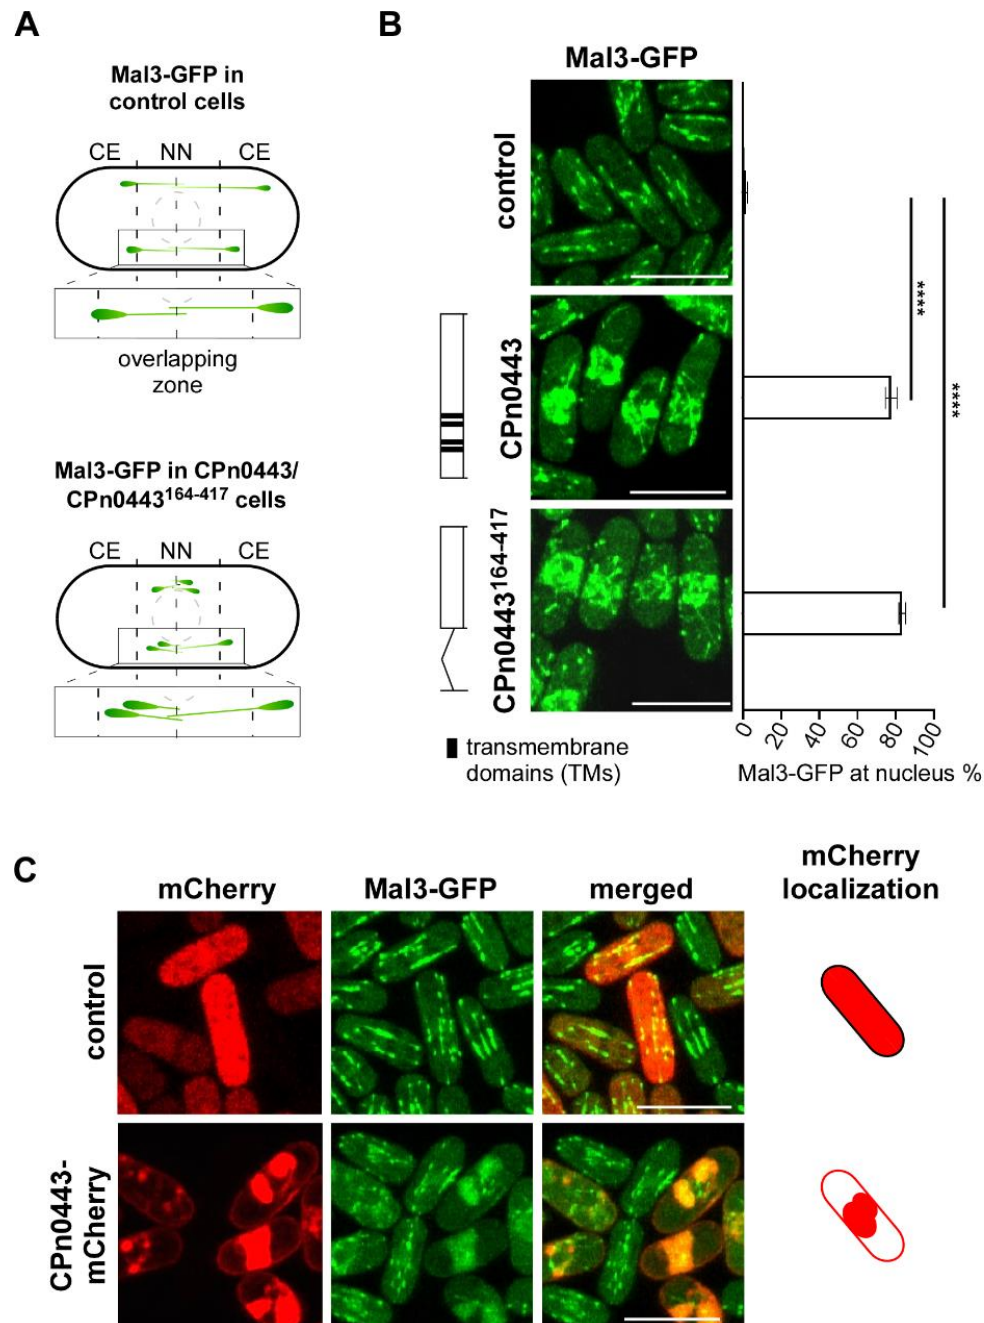 A
Mal3-GFP in
control cells
CE NN CE
overlapping
zone
Mal3-GFP in CPn0443/
CPn0443164-417 cells
CE NN CE
B
Mal3-GFP
control
CPn0443
CPn0443164-417
transmembrane
domains (TMs)
****
****
0 20 40 60 80 100
Mal3-GFP at nucleus %
C
mCherry Mal3-GFP merged mCherry
localization
control
CPn0443-
mCherry